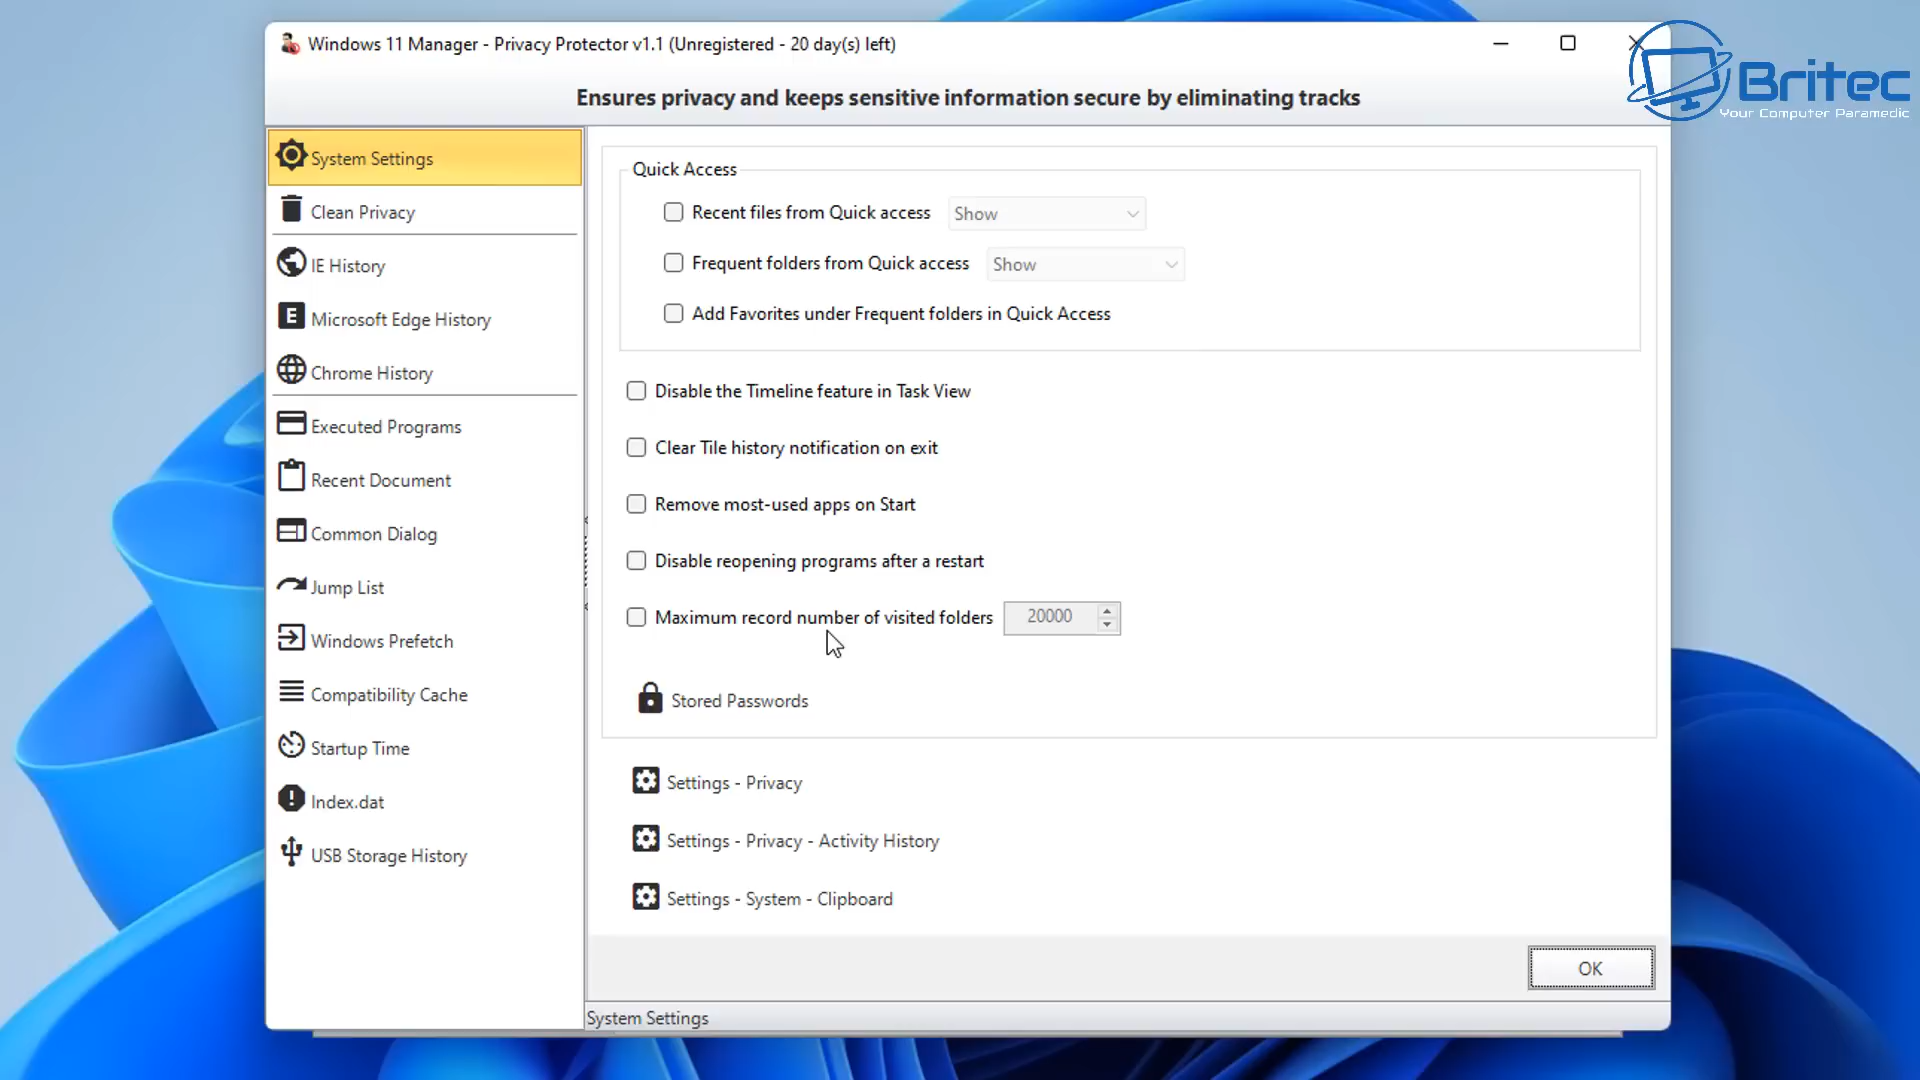 Windows 11 Manager - Privacy Protector v1.1 (Unregistered - 20 day(s) left)
Britec
Your Computer Paramedic
Ensures privacy and keeps sensitive information secure by eliminating tracks
System Settings
Clean Privacy
IE History
E Microsoft Edge History
Chrome History
Executed Programs
Recent Document
Common Dialog
Jump List
Windows Prefetch
Compatibility Cache
Startup Time
Index.dat
USB Storage History
Quick Access
Recent files from Quick access Show
Frequent folders from Quick access Show
Add Favorites under Frequent folders in Quick Access
Disable the Timeline feature in Task View
Clear Tile history notification on exit
Remove most-used apps on Start
Disable reopening programs after a restart
Maximum record number of visited folders 20000
Stored Passwords
Settings - Privacy
Settings - Privacy - Activity History
Settings - System - Clipboard
OK
System Settings